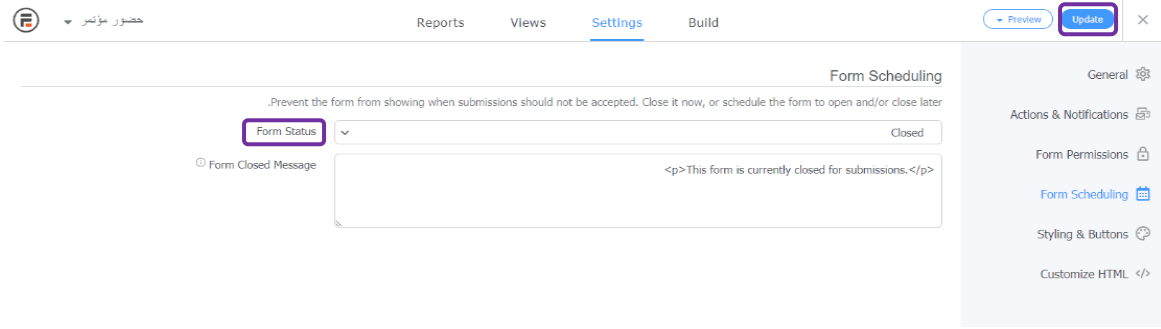 حضور مؤتمر
Reports Views Settings Build
Preview
Update
Form Scheduling
.Prevent the form from showing when submissions should not be accepted. Close it now, or schedule the form to open and/or close later
Form Status
Closed
Form Closed Message
<p>This form is currently closed for submissions.</p>
General
Actions & Notifications
Form Permissions
Form Scheduling
Styling & Buttons
Customize HTML </>